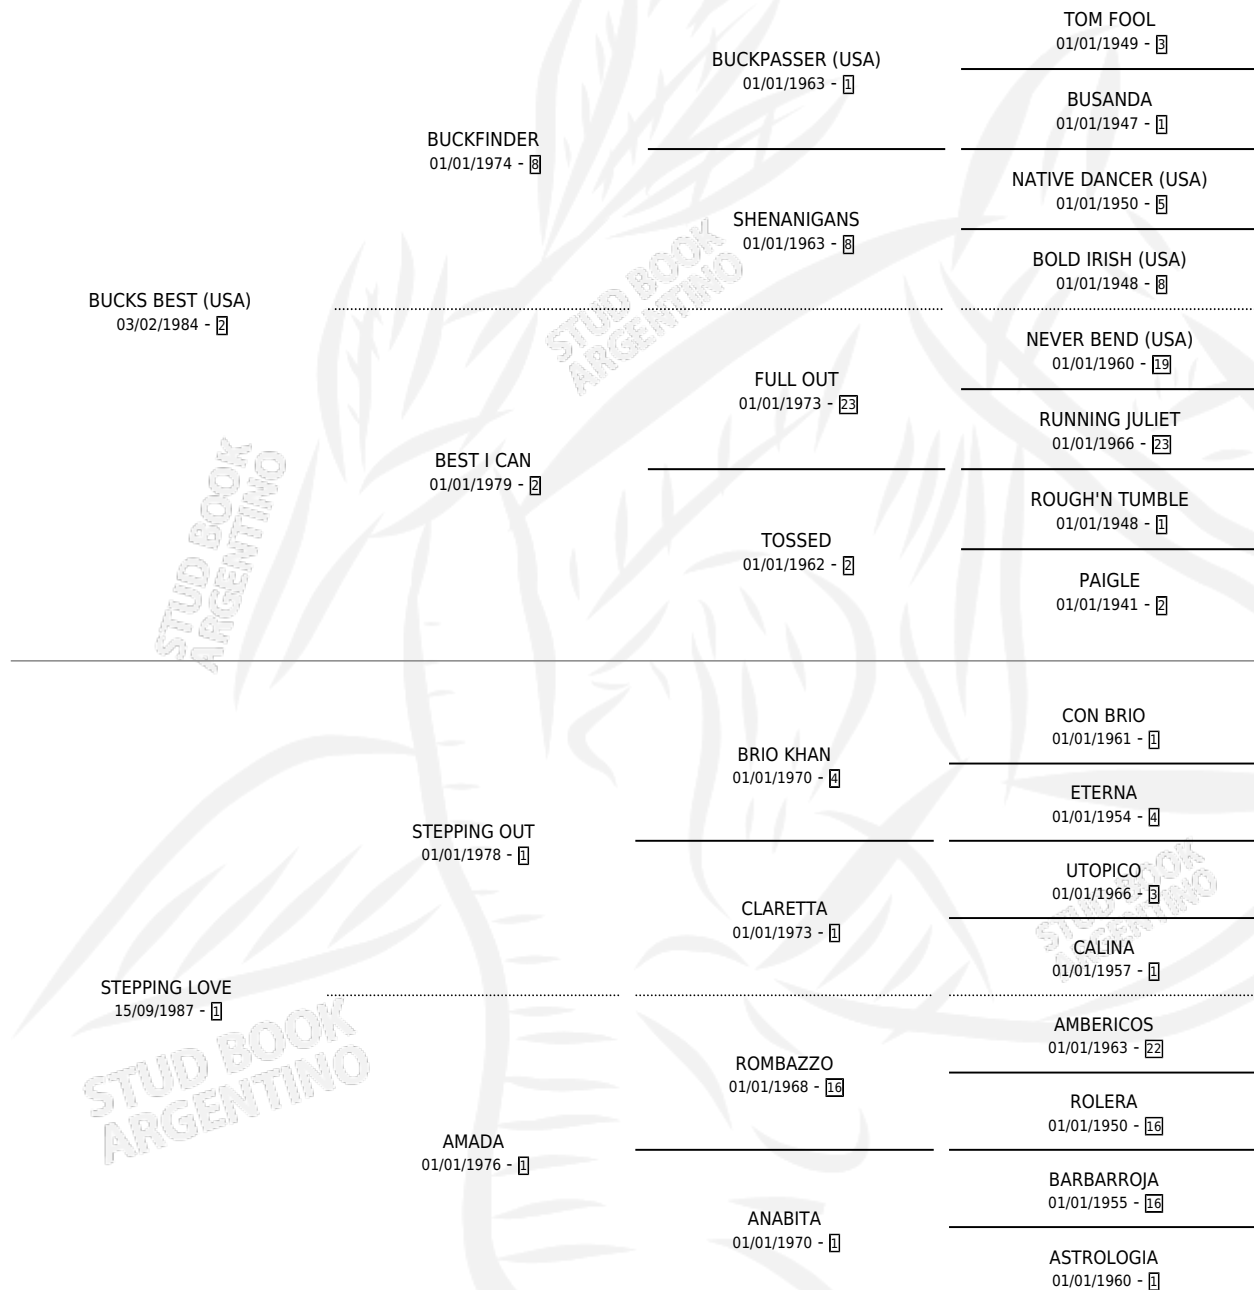 TOM FOOL
01/01/1949 - 3
BUCKPASSER (USA)
01/01/1963 - 1
BUSANDA
01/01/1947 - 1
BUCKFINDER
01/01/1974 - 8
NATIVE DANCER (USA)
01/01/1950 - 5
SHENANIGANS
01/01/1963 - 8
BOLD IRISH (USA)
01/01/1948 - 8
BUCKS BEST (USA)
03/02/1984 - 2
STUD BOOK
ARGENTINO
NEVER BEND (USA)
01/01/1960 - 19
FULL OUT
01/01/1973 - 23
RUNNING JULIET
01/01/1966 - 23
BEST I CAN
01/01/1979 - 2
ROUGH'N TUMBLE
01/01/1948 - 1
TOSSED
01/01/1962 - 2
PAIGLE
01/01/1941 - 2
STUD BOOK
ARGENTINO
CON BRIO
01/01/1961 - 1
BRIO KHAN
01/01/1970 - 4
ETERNA
01/01/1954 - 4
STEPPING OUT
01/01/1978 - 1
UTOPICO
01/01/1966 - 3
CLARETTA
01/01/1973 - 1
CALINA
01/01/1957 - 1
STUD BOOK
ARGENTINO
STEPPING LOVE
15/09/1987 - 1
STUD BOOK
ARGENTINO
AMBERICOS
01/01/1963 - 22
ROMBAZZO
01/01/1968 - 16
ROLERA
01/01/1950 - 16
AMADA
01/01/1976 - 1
BARBARROJA
01/01/1955 - 16
ANABITA
01/01/1970 - 1
ASTROLOGIA
01/01/1960 - 1